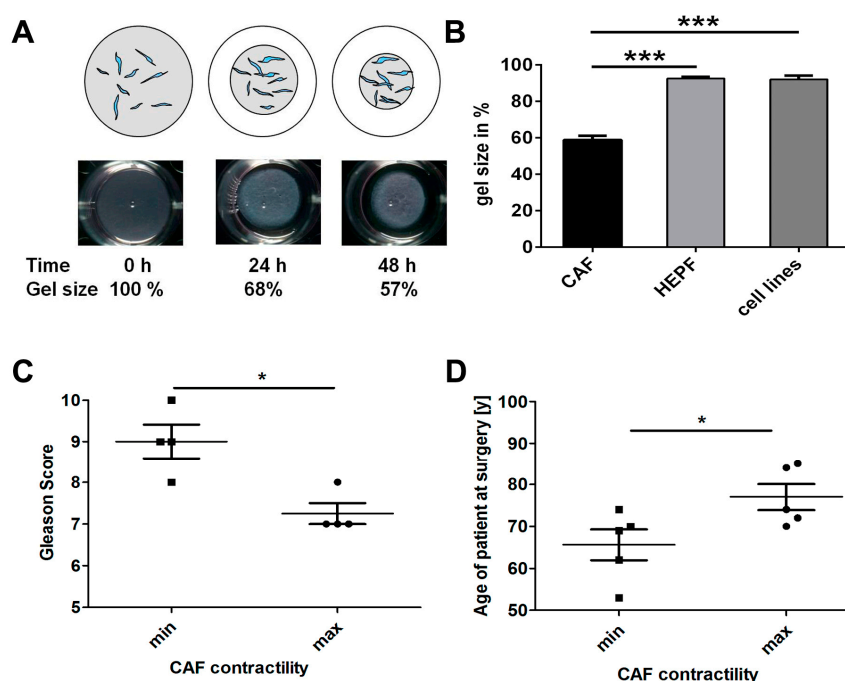 A
Time 0 h 24 h 48 h
Gel size 100 % 68% 57%
B
***
***
gel size in %
100
80
60
40
20
0
CAF
HEPF
cell lines
C
*
Gleason Score
10
9
8
7
6
5
min
max
CAF contractility
D
*
Age of patient at surgery [y]
100
90
80
70
60
50
min
max
CAF contractility